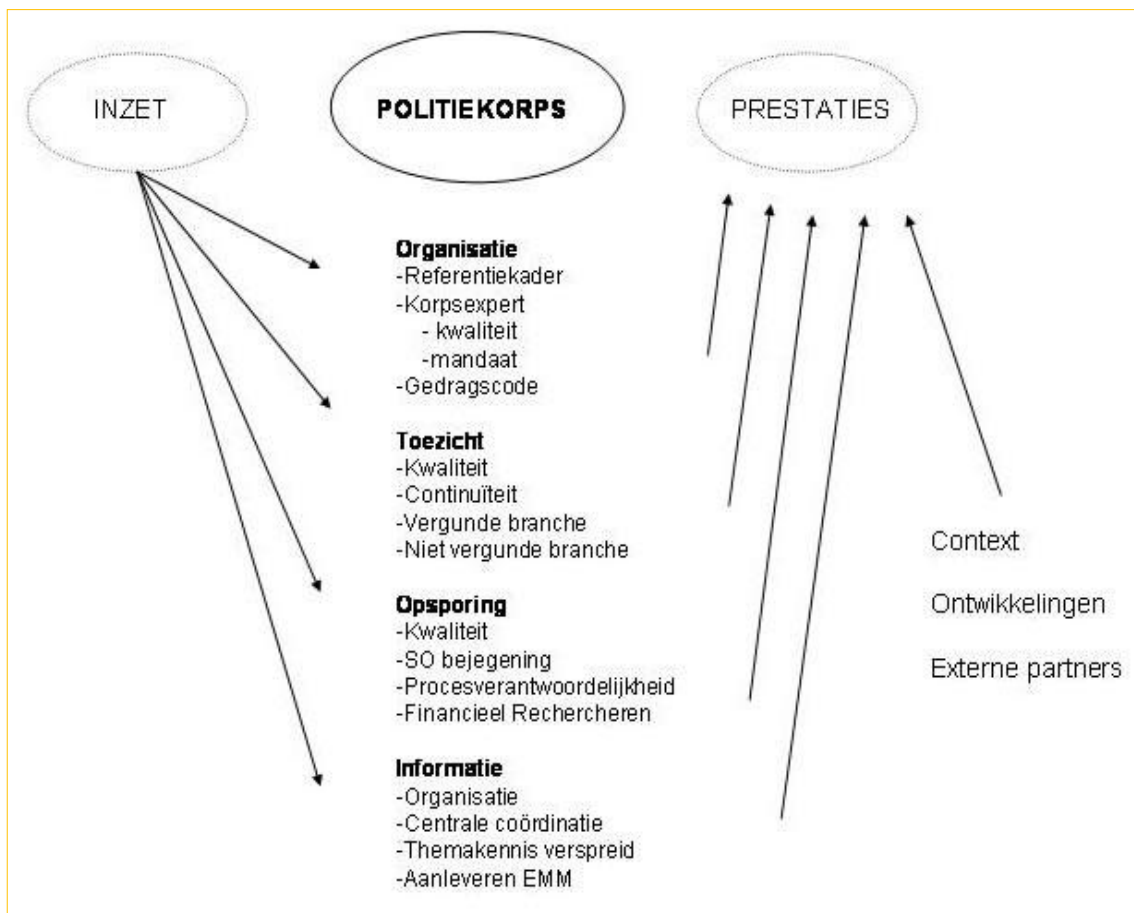 INZET
POLITIEKORPS
PRESTATIES
Organisatie
-Referentiekader
-Korpsexpert
- kwaliteit
-mandaat
-Gedragscode
Toezicht
-Kwaliteit
-Continuïteit
-Vergunde branche
-Niet vergunde branche
Opsporing
-Kwaliteit
-SO bejegening
-Procesverantwoordelijkheid
-Financieel Rechercheren
Informatie
-Organisatie
-Centrale coördinatie
-Themakennis verspreid
-Aanleveren EMM
Context
Ontwikkelingen
Externe partners